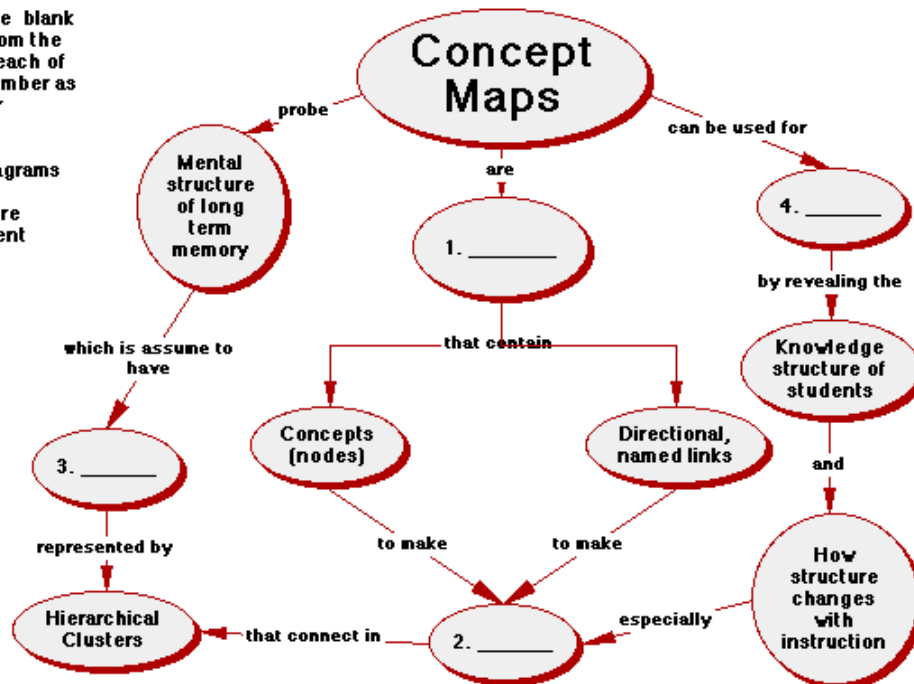 e blank
om the
each of
mber as
r
agrams
re
ent
Concept
Maps
probe
are
can be used for
Mental
structure
of long
term
memory
1. ________
4. _______
by revealing the
which is assume to
have
that contain
Knowledge
structure of
students
Concepts
(nodes)
Directional,
named links
3. _______
and
represented by
to make
to make
How
structure
changes
with
instruction
Hierarchical
Clusters
that connect in
2. _______
especially